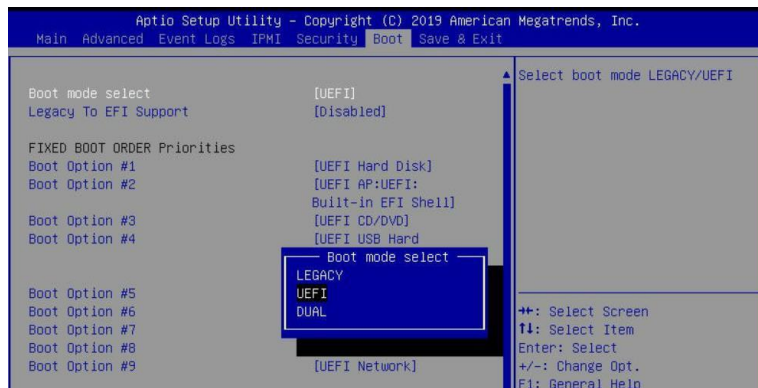 Aptio Setup Utility – Copyright (C) 2019 American Megatrends, Inc.
Main Advanced Event Logs IPMI Security Boot Save & Exit
Boot mode select [UEFI]
Legacy To EFI Support [Disabled]
FIXED BOOT ORDER Priorities
Boot Option #1 [UEFI Hard Disk]
Boot Option #2 [UEFI AP:UEFI:
Built-in EFI Shell]
Boot Option #3 [UEFI CD/DVD]
Boot Option #4 [UEFI USB Hard
Boot mode select
LEGACY
UEFI
DUAL
Boot Option #5
Boot Option #6
Boot Option #7
Boot Option #8
Boot Option #9 [UEFI Network]
Select boot mode LEGACY/UEFI
→←: Select Screen
↑↓: Select Item
Enter: Select
+/-: Change Opt.
F1: General Help